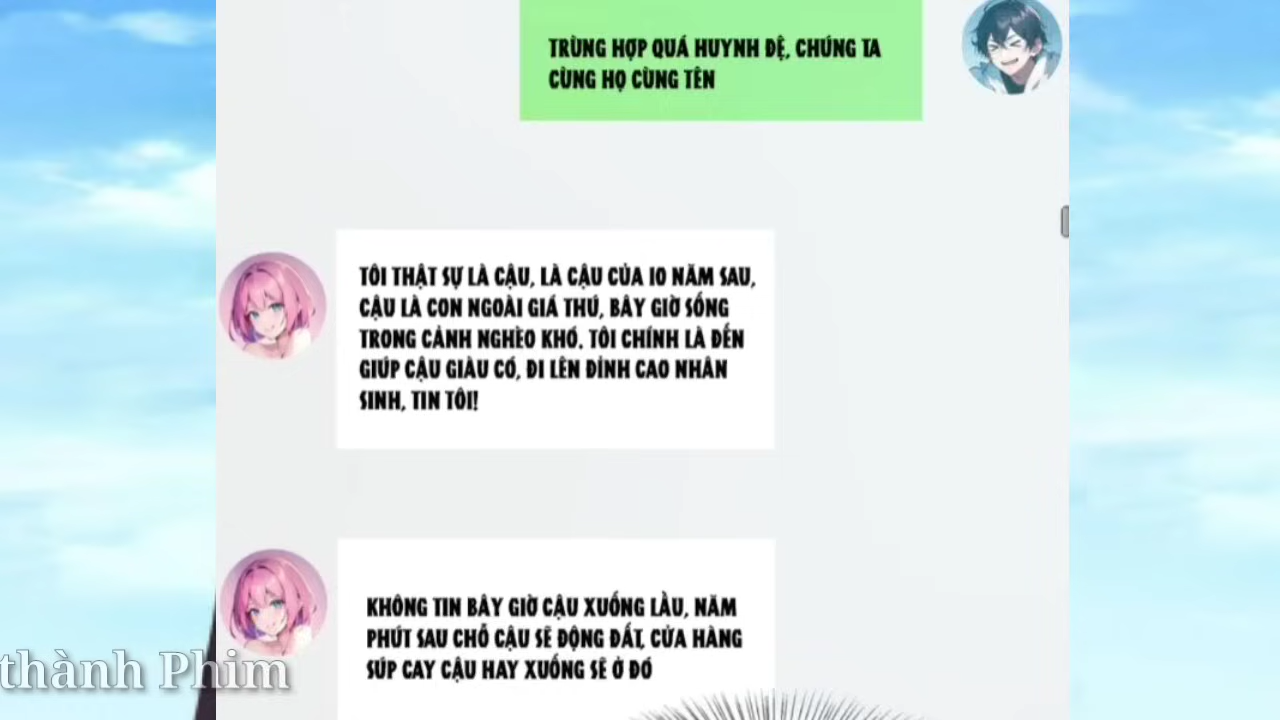 TRÙNG HỢP QUÁ HUYNH ĐỆ, CHÚNG TA
CÙNG HỌ CÙNG TÊN
TÔI THẬT SỰ LÀ CẬU, LÀ CẬU CỦA 10 NĂM SAU,
CẬU LÀ CON NGOÀI GIÁ THÚ, BÂY GIỜ SỐNG
TRONG CẢNH NGHÈO KHÓ. TÔI CHÍNH LÀ ĐẾN
GIÚP CẬU GIÀU CÓ, ĐI LÊN ĐỈNH CAO NHÂN
SINH, TIN TÔI!
KHÔNG TIN BÂY GIỜ CẬU XUỐNG LẦU, NĂM
PHÚT SAU CHỖ CẬU SẼ ĐỘNG ĐẤT, CỬA HÀNG
SÚP CAY CẬU HAY XUỐNG SẼ Ở ĐÓ
thành Phim